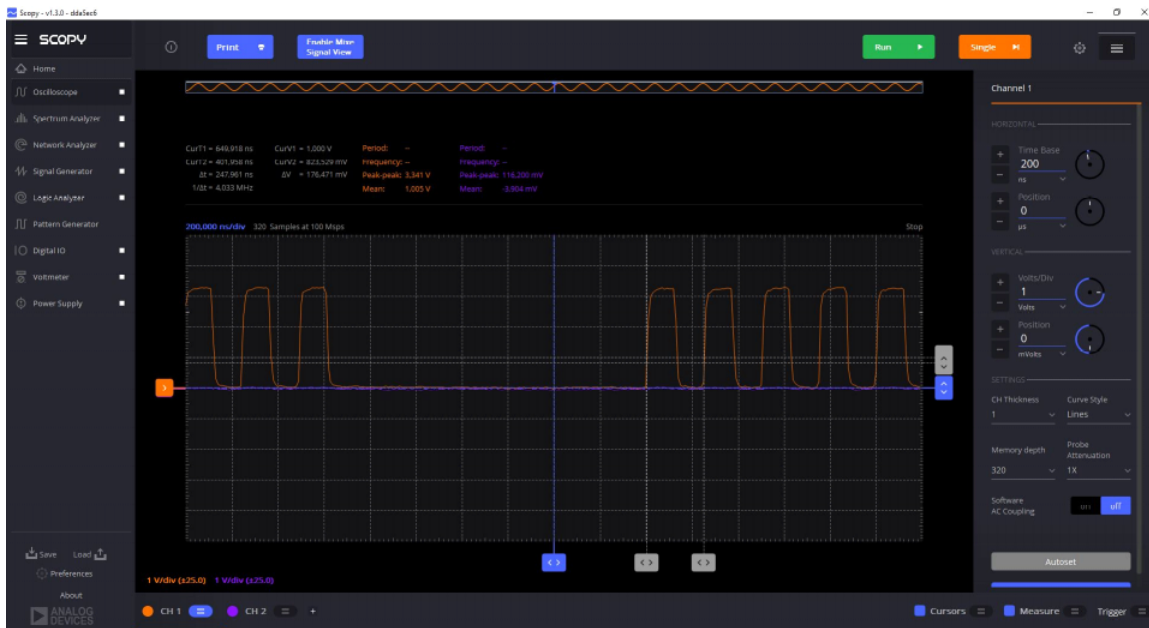 Scopy - v1.3.0 - dda5ec6
SCOPY
Print
Enable Mixe
Signal View
Run
Single
Home
Oscilloscope
Spectrum Analyzer
Network Analyzer
Signal Generator
Logic Analyzer
Pattern Generator
Digital IO
Voltmeter
Power Supply
CurT1 = 649,918 ns CurV1 = 1,000 V Period: -- Period: --
CurT2 = 401,958 ns CurV2 = 823,529 mV Frequency: -- Frequency: --
Δt = 247,961 ns ΔV = 176,471 mV Peak-peak: 3,341 V Peak-peak: 116,200 mV
1/Δt = 4,033 MHz Mean: 1,005 V Mean: -3,904 mV
200,000 ns/div 320 Samples at 100 Msps Stop
Channel 1
HORIZONTAL
+ Time Base
200
- ns
+ Position
0
- µs
VERTICAL
+ Volts/Div
1
- Volts
+ Position
0
- mVolts
SETTINGS
CH Thickness Curve Style
1 Lines
Memory depth Probe
Attenuation
320 1X
Software
AC Coupling on off
Autoset
Save Load
Preferences
About
ANALOG
DEVICES
1 V/div (±25.0) 1 V/div (±25.0)
CH 1 CH 2 +
Cursors Measure Trigger